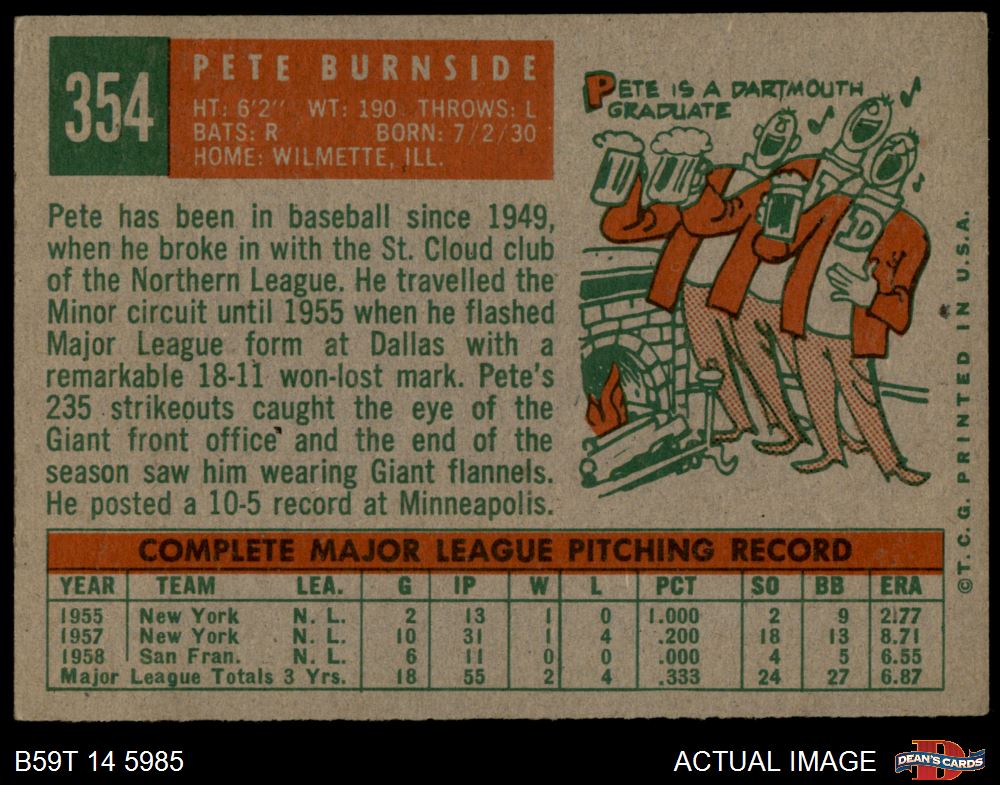 354
PETE BURNSIDE
HT: 6'2" WT: 190 THROWS: L
BATS: R BORN: 7/2/30
HOME: WILMETTE, ILL.
Pete has been in baseball since 1949,
when he broke in with the St. Cloud club
of the Northern League. He travelled the
Minor circuit until 1955 when he flashed
Major League form at Dallas with a
remarkable 18-11 won-lost mark. Pete's
235 strikeouts caught the eye of the
Giant front office and the end of the
season saw him wearing Giant flannels.
He posted a 10-5 record at Minneapolis.
PETE IS A DARTMOUTH
GRADUATE
D
©T.C.G. PRINTED IN U.S.A.
COMPLETE MAJOR LEAGUE PITCHING RECORD
YEAR TEAM LEA. G IP W L PCT SO BB ERA
1955 New York N. L. 2 13 1 0 1.000 2 9 2.77
1957 New York N. L. 10 31 1 4 .200 18 13 8.71
1958 San Fran. N. L. 6 11 0 0 .000 4 5 6.55
Major League Totals 3 Yrs. 18 55 2 4 .333 24 27 6.87
B59T 14 5985
ACTUAL IMAGE
D
DEAN'S CARDS